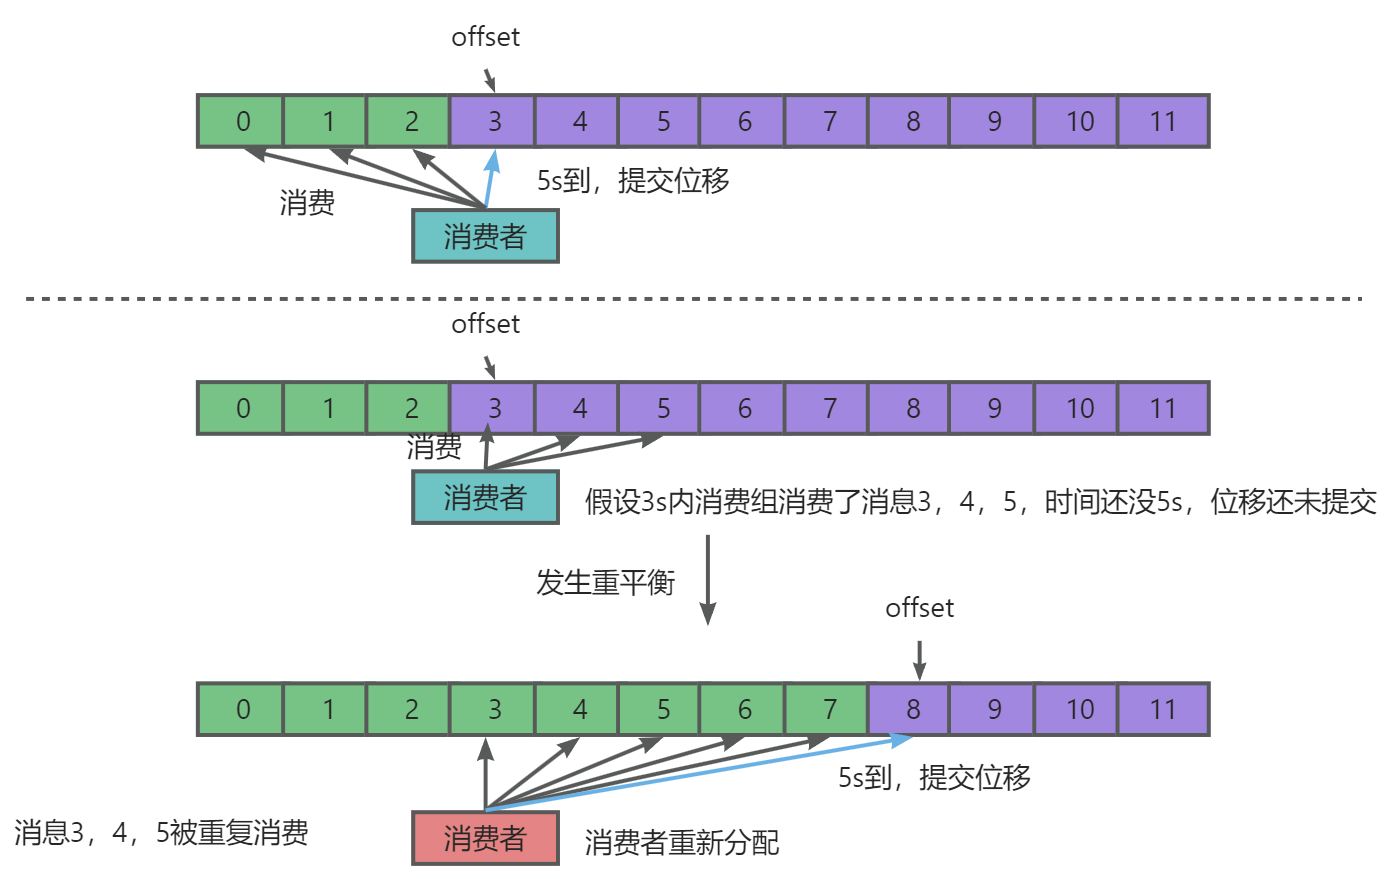 offset
0 1 2 3 4 5 6 7 8 9 10 11
5s到，提交位移
消费
消费者
offset
0 1 2 3 4 5 6 7 8 9 10 11
消费
消费者
假设3s内消费组消费了消息3，4，5，时间还没5s，位移还未提交
发生重平衡
offset
0 1 2 3 4 5 6 7 8 9 10 11
5s到，提交位移
消息3，4，5被重复消费
消费者
消费者重新分配